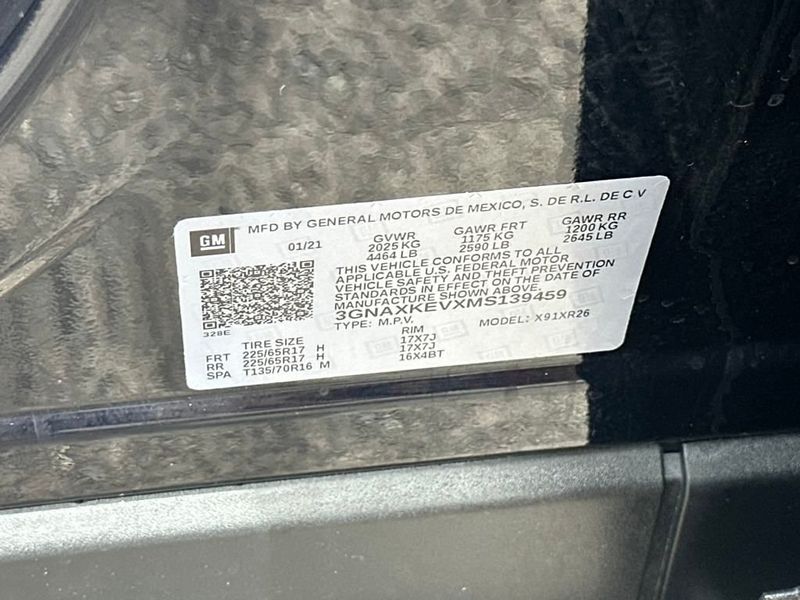 GM MFD BY GENERAL MOTORS DE MEXICO, S. DE R.L. DE C V
01/21 GVWR GAWR FRT GAWR RR
2025 KG 1175 KG 1200 KG
4464 LB 2590 LB 2645 LB
THIS VEHICLE CONFORMS TO ALL
APPLICABLE U.S. FEDERAL MOTOR
VEHICLE SAFETY AND THEFT PREVENTION
STANDARDS IN EFFECT ON THE DATE OF
MANUFACTURE SHOWN ABOVE.
3GNAXKEVXMS139459
328E TYPE: M.P.V. MODEL: X91XR26
TIRE SIZE RIM
FRT 225/65R17 H 17X7J
RR 225/65R17 H 17X7J
SPA T135/70R16 M 16X4BT